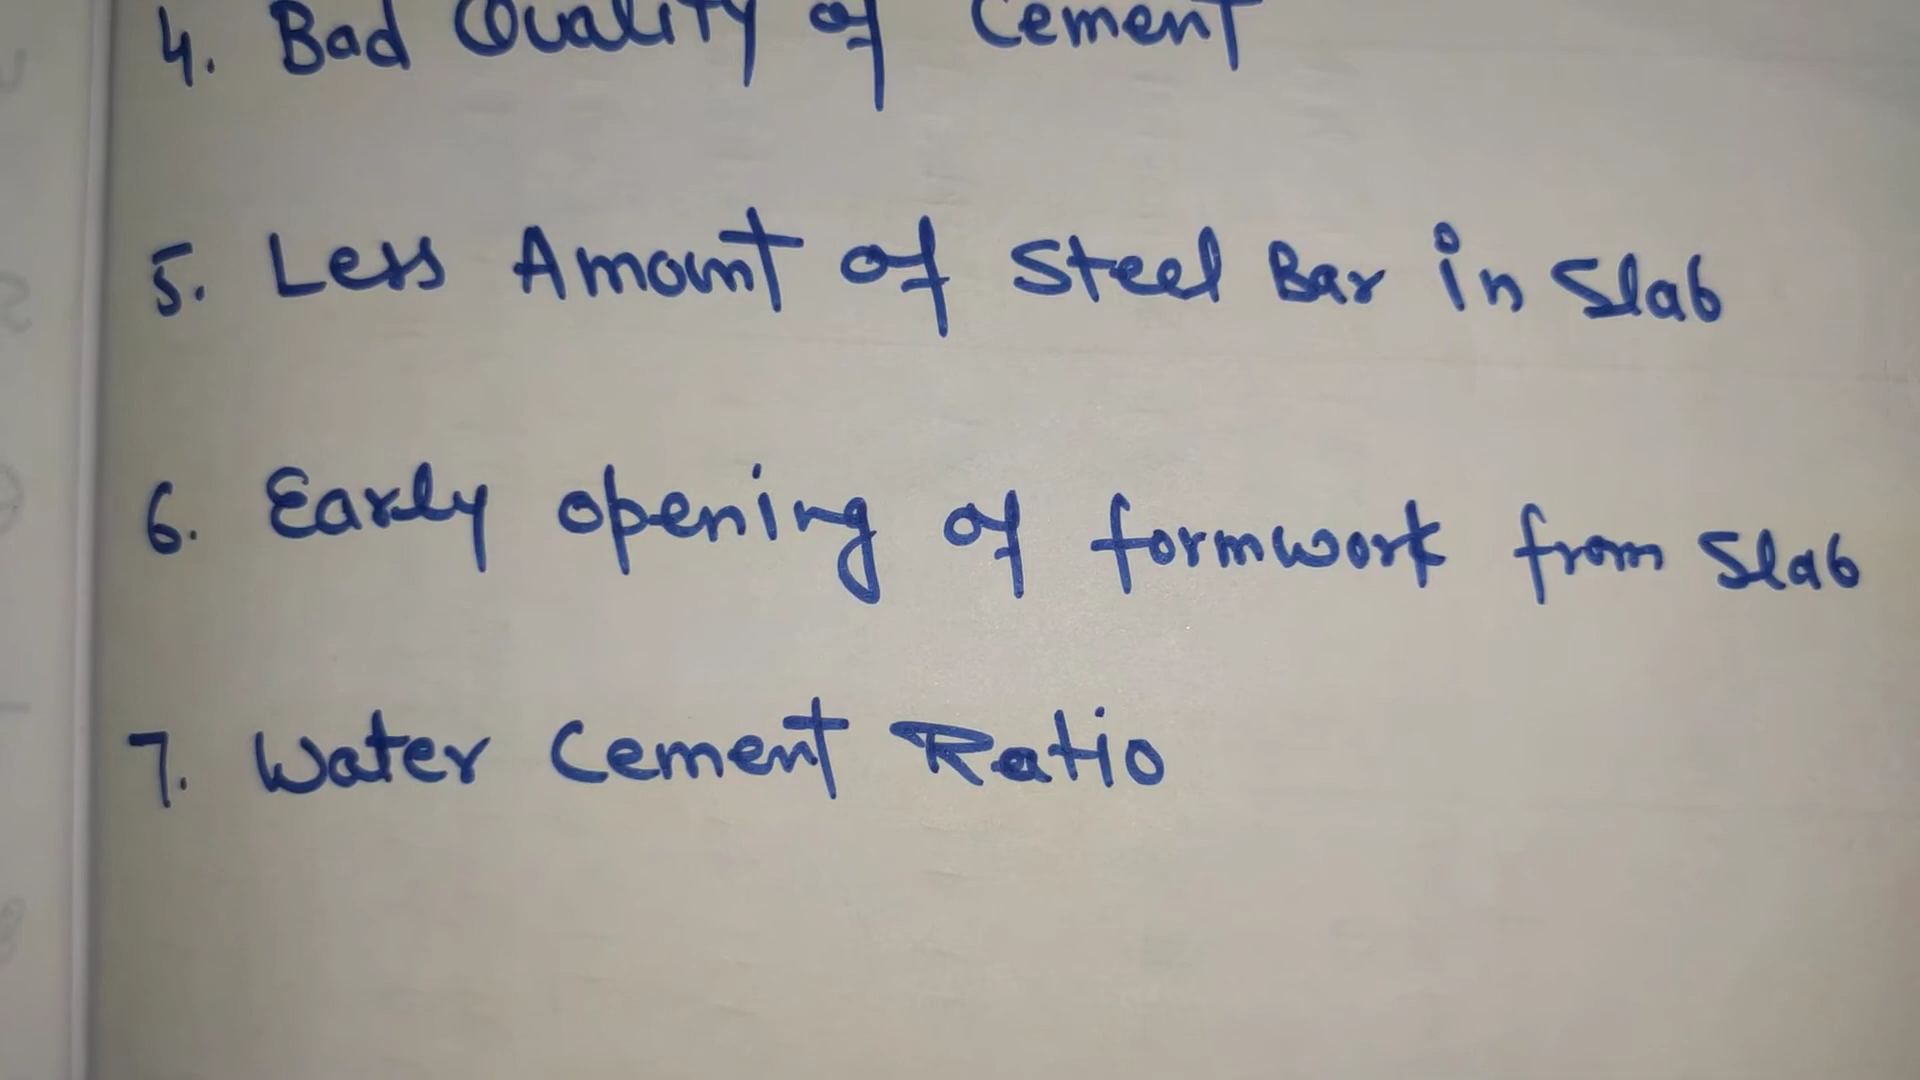 4. Bad Quality of Cement
5. Less Amount of Steel Bar in Slab
6. Early opening of formwork from Slab
7. Water Cement Ratio